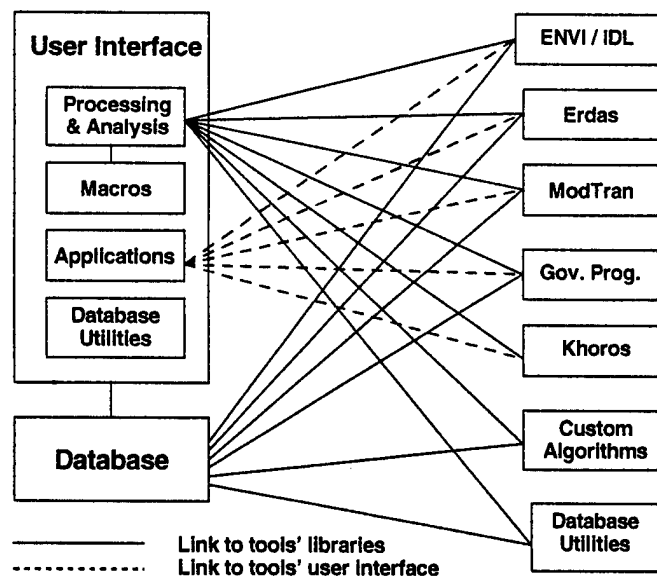 User Interface
Processing
& Analysis
Macros
Applications
Database
Utilities
Database
ENVI / IDL
Erdas
ModTran
Gov. Prog.
Khoros
Custom
Algorithms
Database
Utilities
Link to tools' libraries
Link to tools' user interface